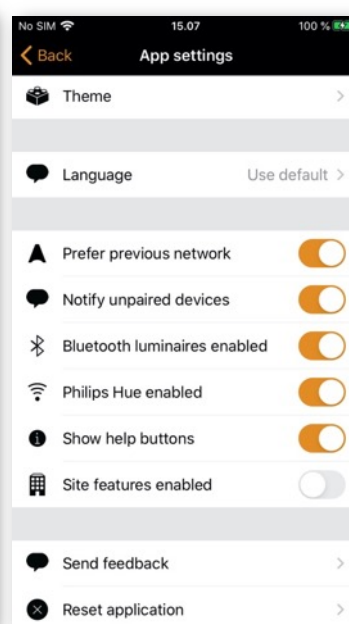 No SIM 15.07 100 %
Back App settings
Theme
Language Use default
Prefer previous network
Notify unpaired devices
Bluetooth luminaires enabled
Philips Hue enabled
Show help buttons
Site features enabled
Send feedback
Reset application